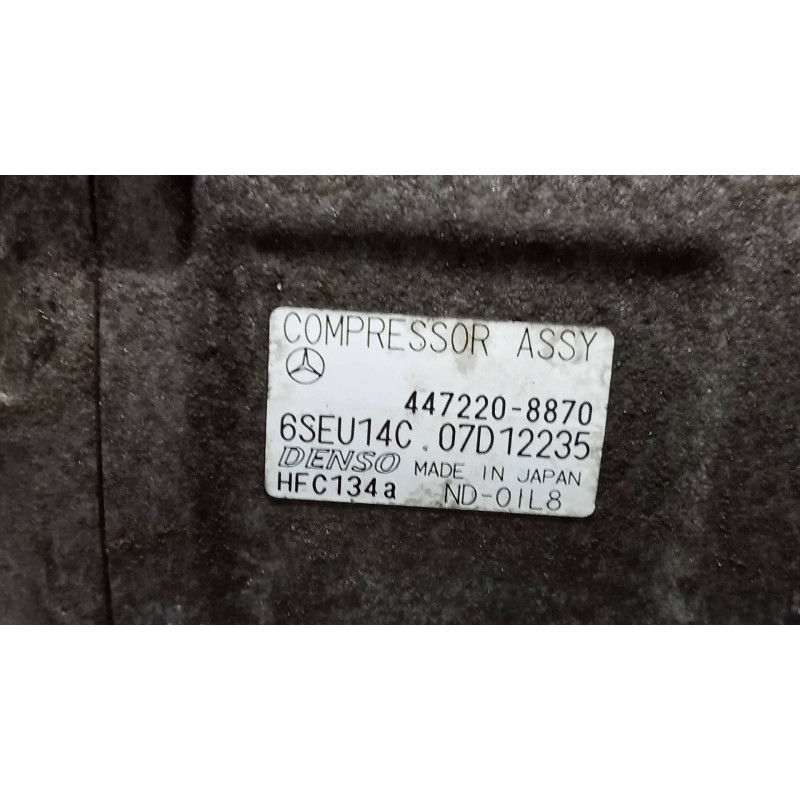 COMPRESSOR ASSY
447220-8870
6SEU14C 07D12235
DENSO MADE IN JAPAN
HFC134a ND-OIL8